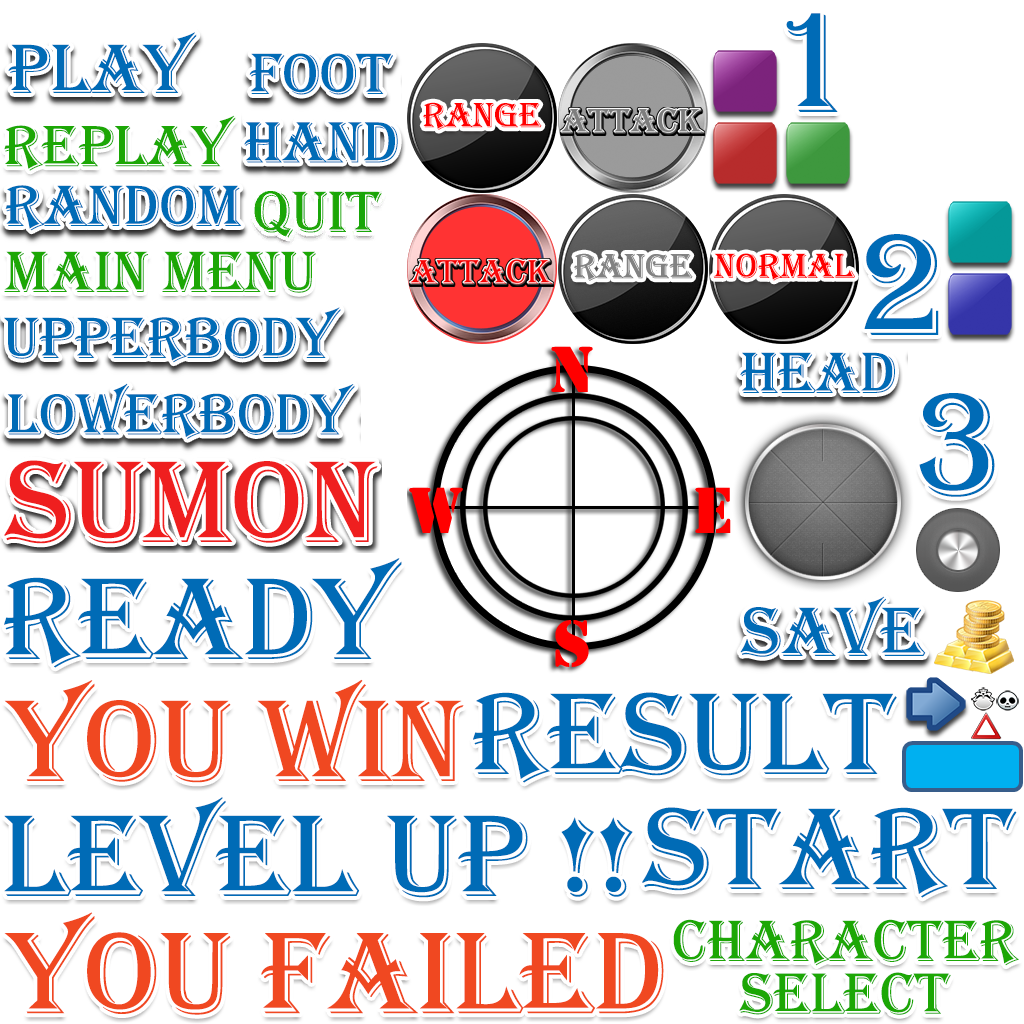 PLAY
FOOT
RANGE
ATTACK
1
REPLAY
HAND
RANDOM
QUIT
MAIN MENU
ATTACK
RANGE
NORMAL
2
UPPERBODY
HEAD
N
LOWERBODY
3
SUMON
W
E
READY
S
SAVE
YOU WIN
RESULT
LEVEL UP !!
START
YOU FAILED
CHARACTER
SELECT